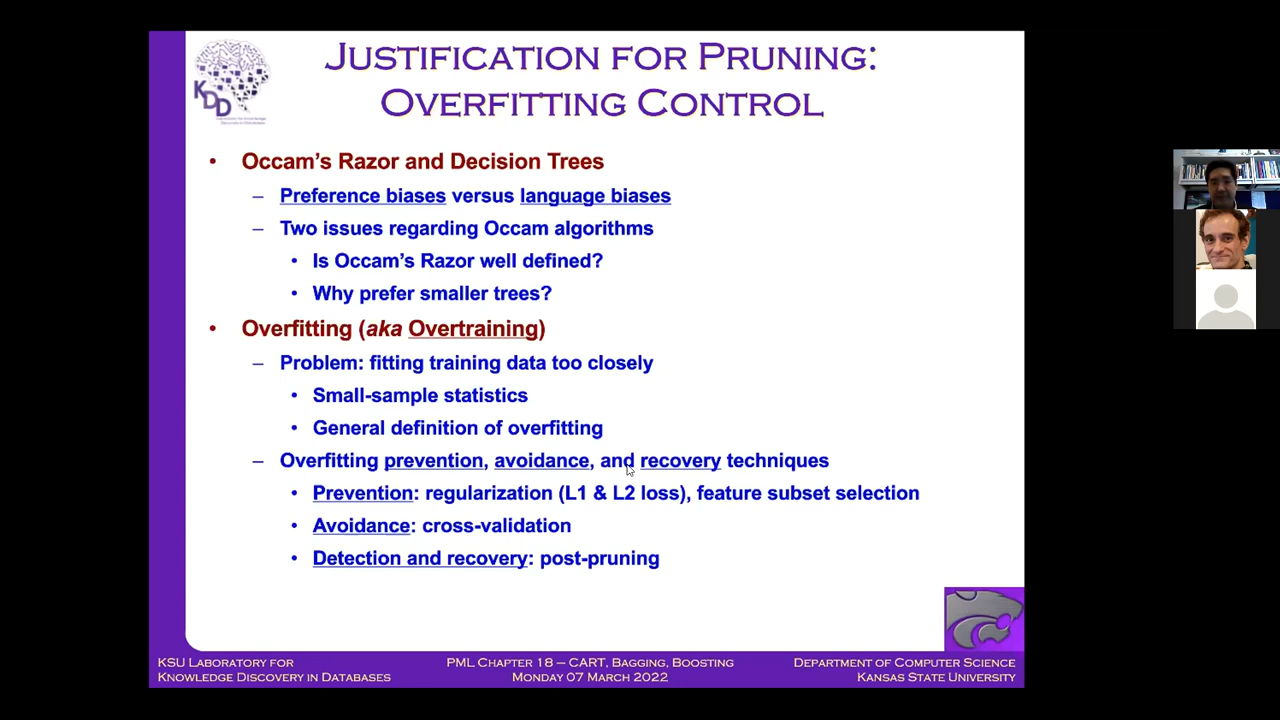 JUSTIFICATION FOR PRUNING:
OVERFITTING CONTROL
KDD
• Occam's Razor and Decision Trees
– Preference biases versus language biases
– Two issues regarding Occam algorithms
• Is Occam's Razor well defined?
• Why prefer smaller trees?
• Overfitting (aka Overtraining)
– Problem: fitting training data too closely
• Small-sample statistics
• General definition of overfitting
– Overfitting prevention, avoidance, and recovery techniques
• Prevention: regularization (L1 & L2 loss), feature subset selection
• Avoidance: cross-validation
• Detection and recovery: post-pruning
KSU LABORATORY FOR
KNOWLEDGE DISCOVERY IN DATABASES
PML CHAPTER 18 – CART, BAGGING, BOOSTING
MONDAY 07 MARCH 2022
DEPARTMENT OF COMPUTER SCIENCE
KANSAS STATE UNIVERSITY